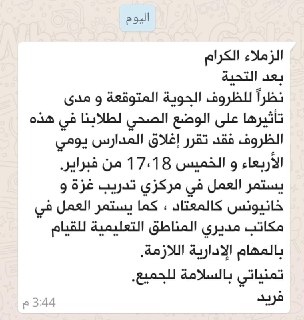 اليوم
الزملاء الكرام
بعد التحية
نظراً للظروف الجوية المتوقعة و مدى
تأثيرها على الوضع الصحي لطلابنا في هذه
الظروف فقد تقرر إغلاق المدارس يومي
الأربعاء و الخميس 17،18 من فبراير.
يستمر العمل في مركزي تدريب غزة و
خانيونس كالمعتاد ، كما يستمر العمل في
مكاتب مديري المناطق التعليمية للقيام
بالمهام الإدارية اللازمة.
تمنياتي بالسلامة للجميع.
فريد
3:44 م